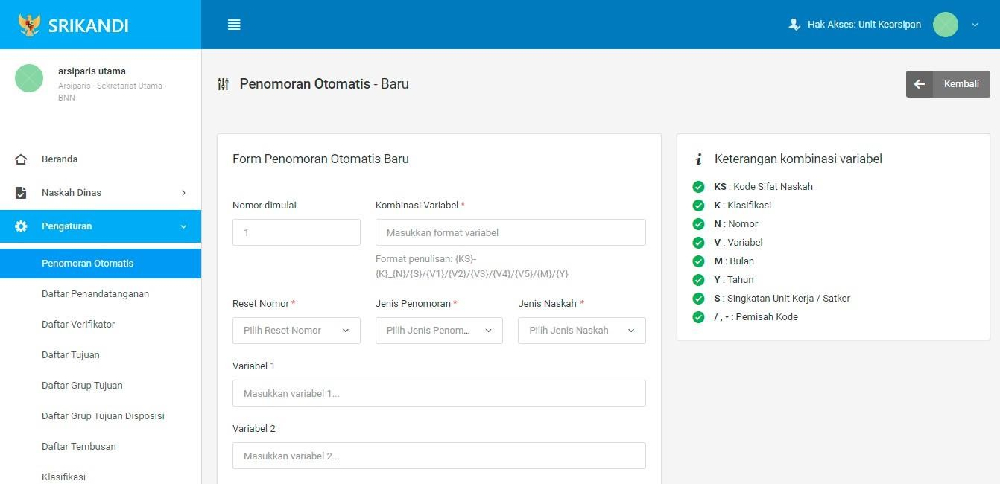 SRIKANDI
Hak Akses: Unit Kearsipan
arsiparis utama
Arsiparis - Sekretariat Utama -
BNN
Beranda
Naskah Dinas
Pengaturan
Penomoran Otomatis
Daftar Penandatanganan
Daftar Verifikator
Daftar Tujuan
Daftar Grup Tujuan
Daftar Grup Tujuan Disposisi
Daftar Tembusan
Klasifikasi
Penomoran Otomatis - Baru
Kembali
Form Penomoran Otomatis Baru
Nomor dimulai
1
Kombinasi Variabel *
Masukkan format variabel
Format penulisan: {KS}-
{K}_{N}/{S}/{V1}/{V2}/{V3}/{V4}/{V5}/{M}/{Y}
Reset Nomor *
Pilih Reset Nomor
Jenis Penomoran *
Pilih Jenis Penom...
Jenis Naskah *
Pilih Jenis Naskah
Variabel 1
Masukkan variabel 1...
Variabel 2
Masukkan variabel 2...
Keterangan kombinasi variabel
KS : Kode Sifat Naskah
K : Klasifikasi
N : Nomor
V : Variabel
M : Bulan
Y : Tahun
S : Singkatan Unit Kerja / Satker
/ , - : Pemisah Kode